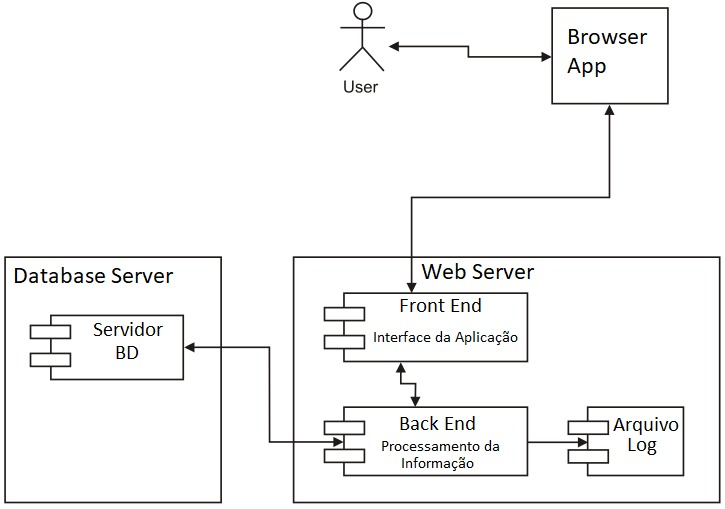 Browser
App
User
Database Server
Servidor
BD
Web Server
Front End
Interface da Aplicação
Back End
Processamento da
Informação
Arquivo
Log